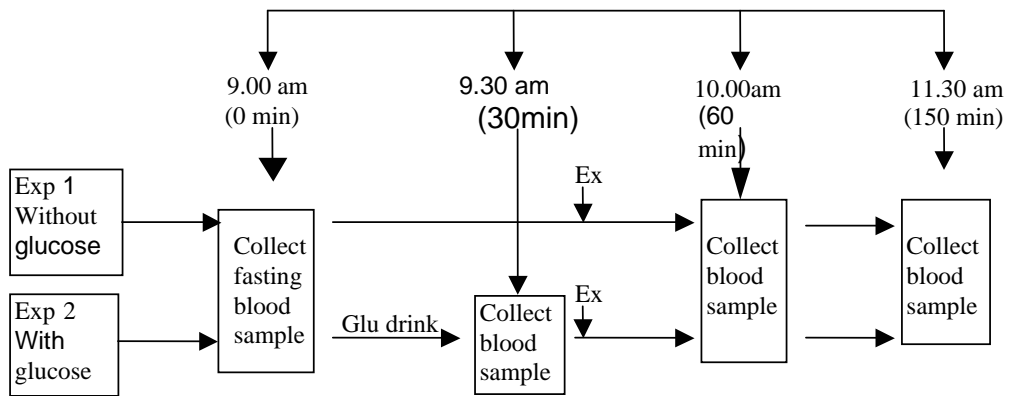 9.00 am
(0 min)
9.30 am
(30min)
10.00am
(60
min)
11.30 am
(150 min)
Exp 1
Without
glucose
Collect
fasting
blood
sample
Ex
Collect
blood
sample
Collect
blood
sample
Exp 2
With
glucose
Glu drink
Collect
blood
sample
Ex